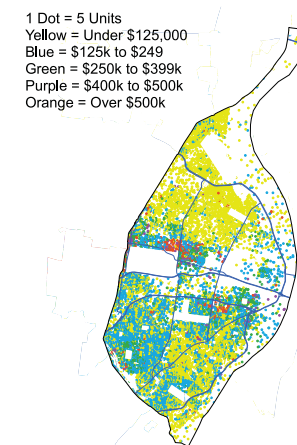 1 Dot = 5 Units
Yellow = Under $125,000
Blue = $125k to $249
Green = $250k to $399k
Purple = $400k to $500k
Orange = Over $500k